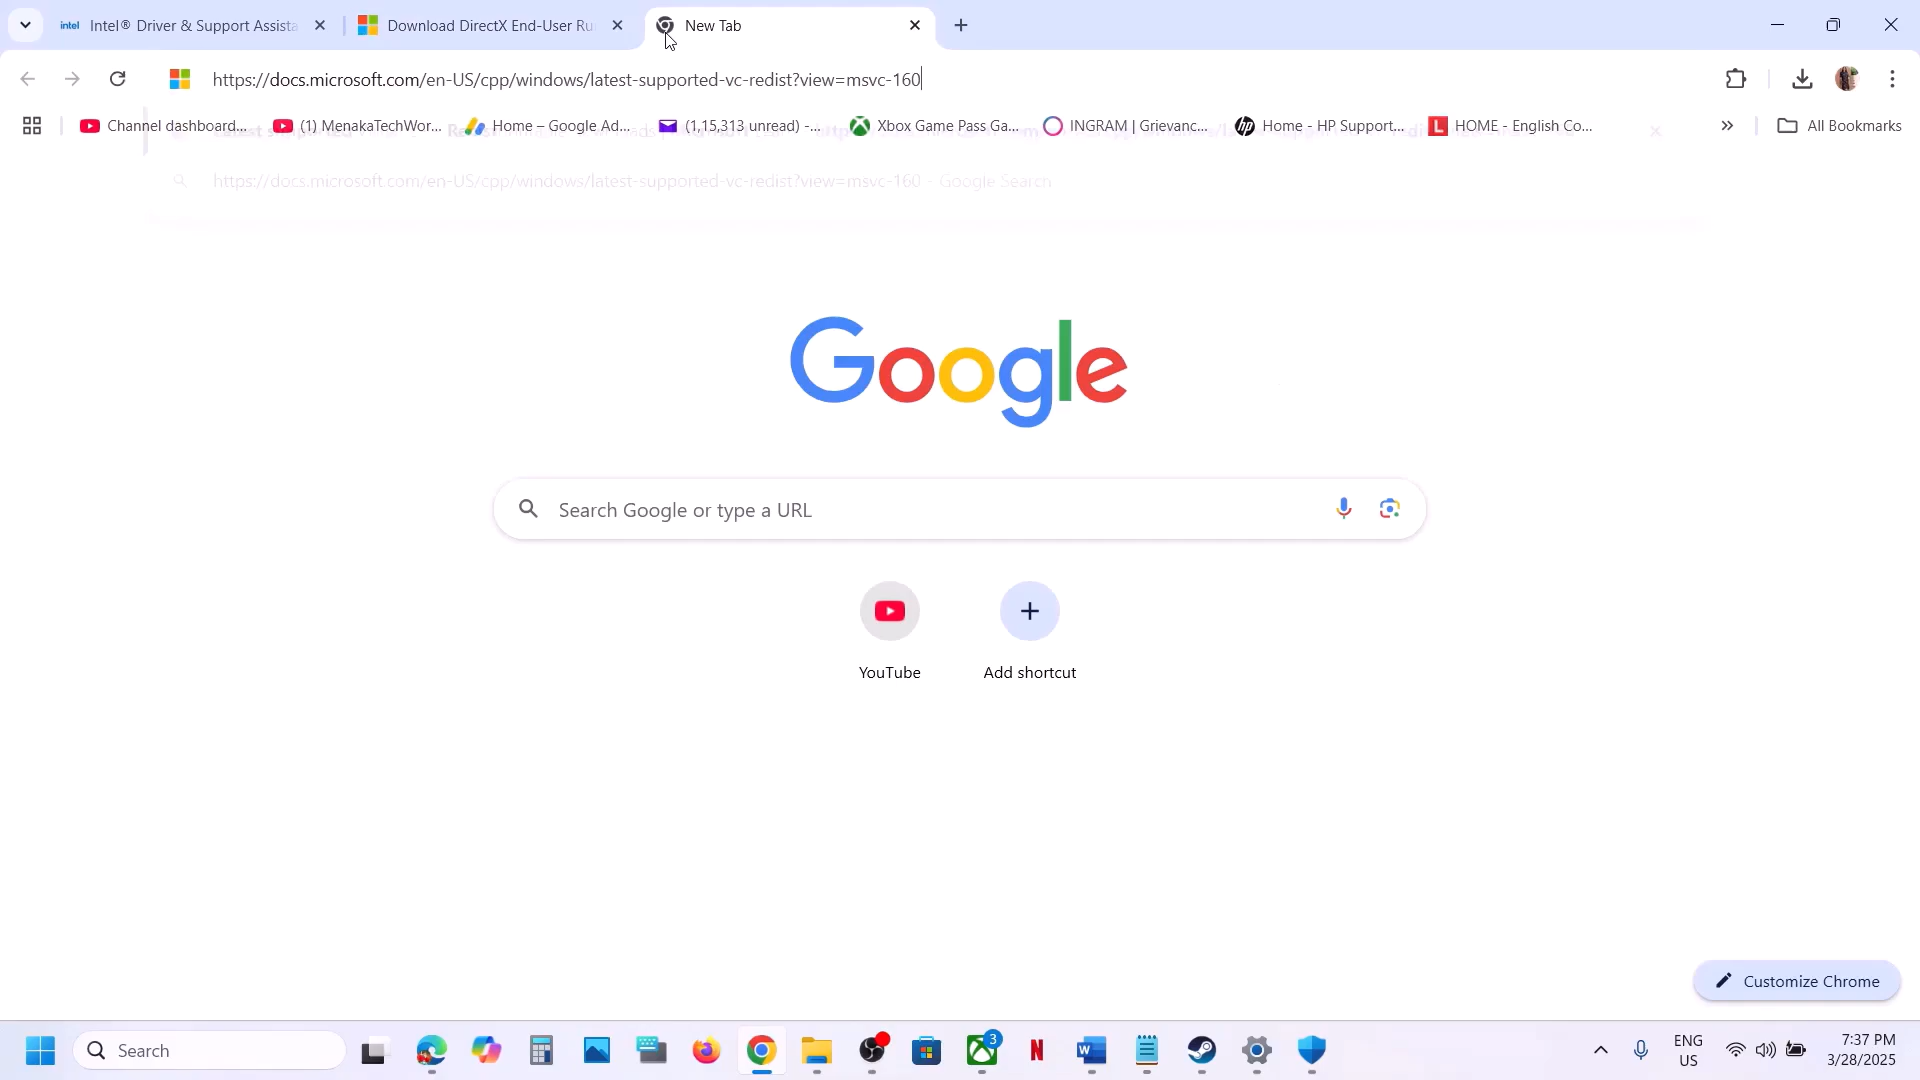 Intel® Driver & Support Assista
Download DirectX End-User Ru
New Tab
https://docs.microsoft.com/en-US/cpp/windows/latest-supported-vc-redist?view=msvc-160
Channel dashboard...
(1) MenakaTechWor...
Home – Google Ad...
(1,15,313 unread) -...
Xbox Game Pass Ga...
INGRAM | Grievanc...
Home - HP Support...
HOME - English Co...
All Bookmarks
https://docs.microsoft.com/en-US/cpp/windows/latest-supported-vc-redist?view=msvc-160 - Google Search
Google
Search Google or type a URL
YouTube
Add shortcut
Customize Chrome
Search
3
ENG
US
7:37 PM
3/28/2025